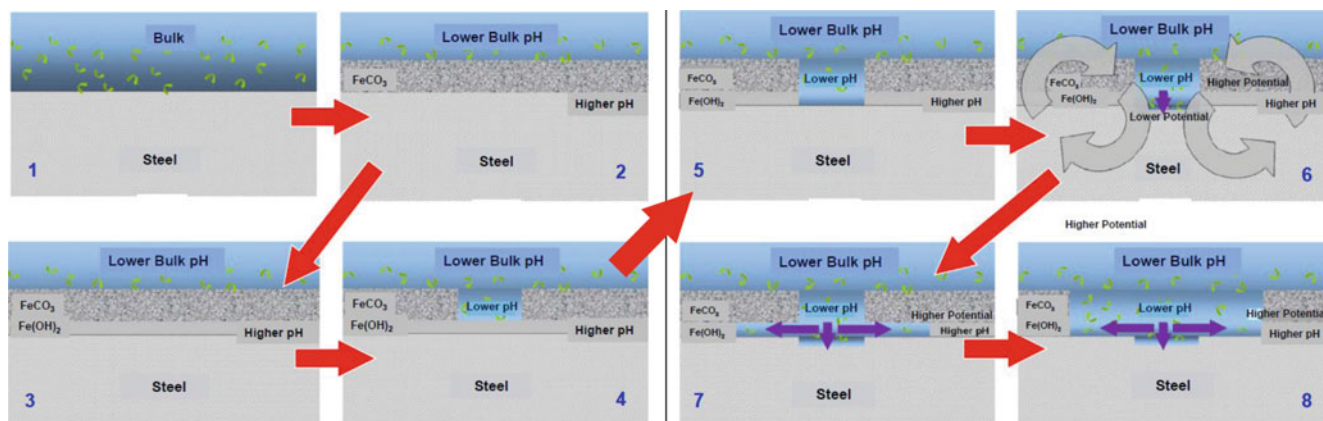 Bulk
Steel
1
Lower Bulk pH
FeCO₃
Higher pH
Steel
2
Lower Bulk pH
FeCO₃
Fe(OH)₂
Higher pH
Steel
3
Lower Bulk pH
FeCO₃
Lower pH
Fe(OH)₂
Higher pH
Steel
4
Lower Bulk pH
Lower pH
FeCO₃
Fe(OH)₂
Higher pH
Steel
5
Lower Bulk pH
Lower pH
FeCO₃
Higher Potential
Fe(OH)₂
Higher pH
Lower Potential
Steel
6
Higher Potential
Lower Bulk pH
FeCO₃
Lower pH
Higher Potential
Fe(OH)₂
Higher pH
Steel
7
Lower Bulk pH
FeCO₃
Lower pH
Higher Potential
Fe(OH)₂
Higher pH
Steel
8